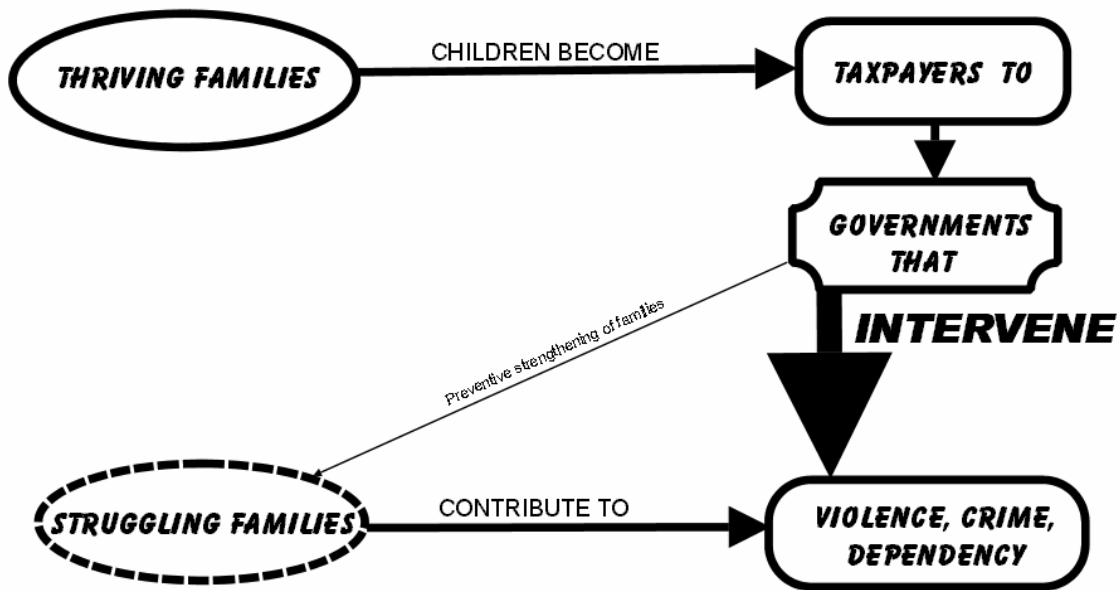 THRIVING FAMILIES
CHILDREN BECOME
TAXPAYERS TO
GOVERNMENTS
THAT
INTERVENE
Preventive strengthening of families
STRUGGLING FAMILIES
CONTRIBUTE TO
VIOLENCE, CRIME,
DEPENDENCY